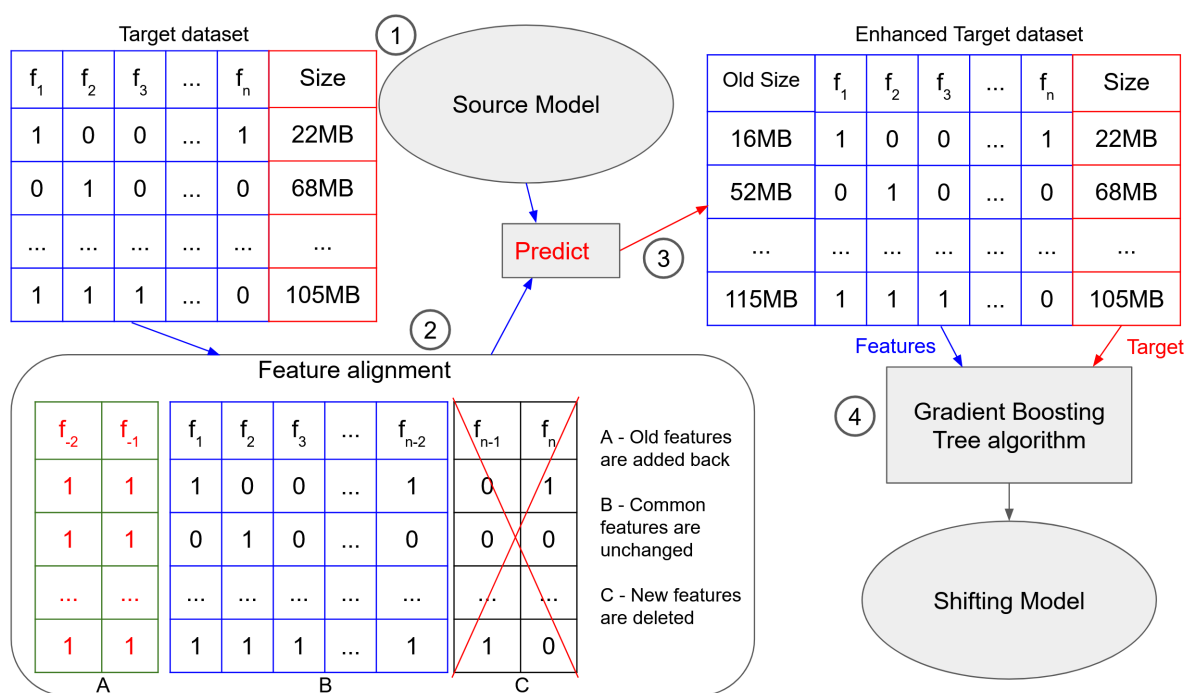 Target dataset
f1 f2 f3 ... fn Size
1 0 0 ... 1 22MB
0 1 0 ... 0 68MB
... ... ... ... ... ...
1 1 1 ... 0 105MB
1
Source Model
Predict
2
3
Enhanced Target dataset
Old Size f1 f2 f3 ... fn Size
16MB 1 0 0 ... 1 22MB
52MB 0 1 0 ... 0 68MB
... ... ... ... ... ... ...
115MB 1 1 1 ... 0 105MB
Features
Target
4
Gradient Boosting
Tree algorithm
Shifting Model
Feature alignment
f-2 f-1 f1 f2 f3 ... fn-2 fn-1 fn
1 1 1 0 0 ... 1 0 1
1 1 0 1 0 ... 0 0 0
... ... ... ... ... ... ... ... ...
1 1 1 1 1 ... 1 1 0
A B C
A - Old features
are added back
B - Common
features are
unchanged
C - New features
are deleted